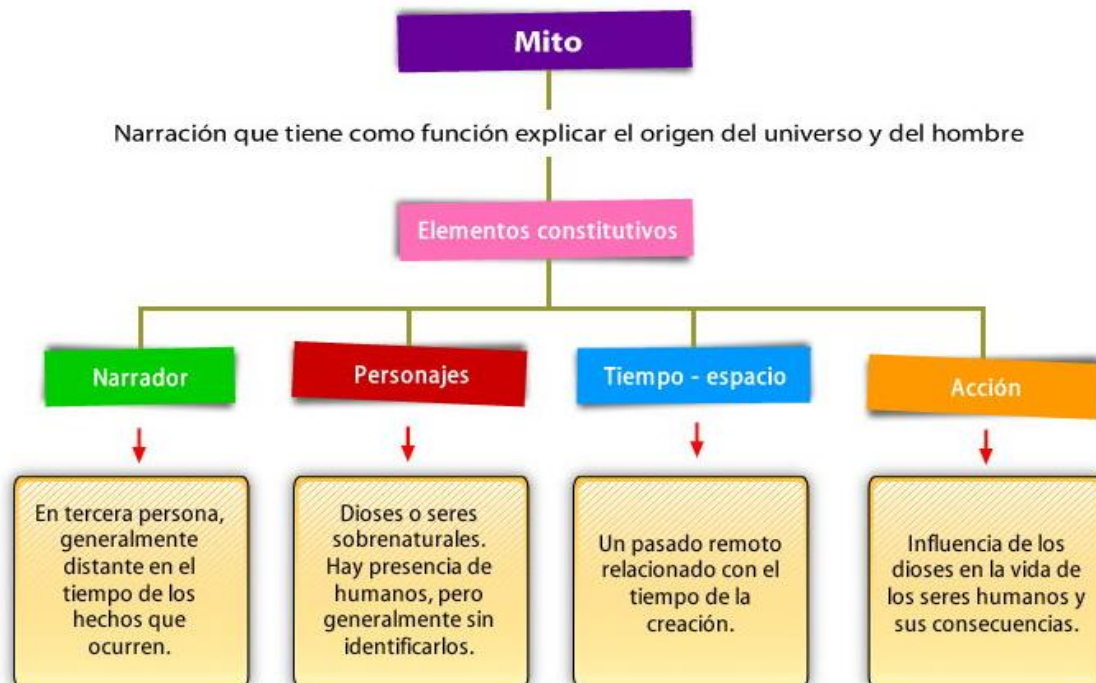 Mito
Narración que tiene como función explicar el origen del universo y del hombre
Elementos constitutivos
Narrador
Personajes
Tiempo - espacio
Acción
En tercera persona,
generalmente
distante en el
tiempo de los
hechos que
ocurren.
Dioses o seres
sobrenaturales.
Hay presencia de
humanos, pero
generalmente sin
identificarlos.
Un pasado remoto
relacionado con el
tiempo de la
creación.
Influencia de los
dioses en la vida de
los seres humanos y
sus consecuencias.